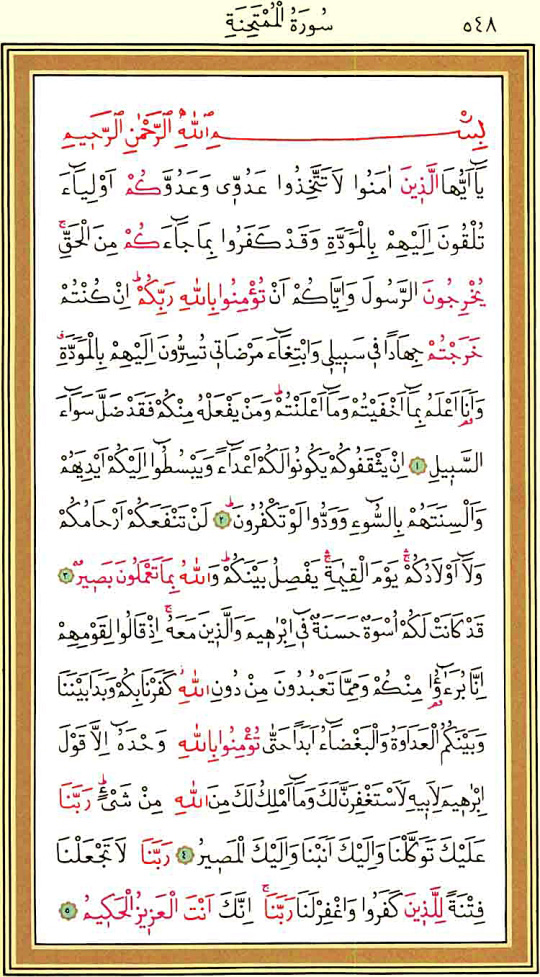 سُورَةُ الْمُمْتَحِنَةِ ٥٤٨
بِسْمِ اللّٰهِ الرَّحْمٰنِ الرَّحِيمِ
يَٓا اَيُّهَا الَّذِينَ اٰمَنُوا لَا تَتَّخِذُوا عَدُوِّى وَعَدُوَّكُمْ اَوْلِيَٓاءَ
تُلْقُونَ اِلَيْهِمْ بِالْمَوَدَّةِ وَقَدْ كَفَرُوا بِمَا جَٓاءَكُمْ مِنَ الْحَقِّۚ
يُخْرِجُونَ الرَّسُولَ وَاِيَّاكُمْ اَنْ تُؤْمِنُوا بِاللّٰهِ رَبِّكُمْۜ اِنْ كُنْتُمْ
خَرَجْتُمْ جِهَادًا فِى سَبِيلِى وَابْتِغَٓاءَ مَرْضَاتِى تُسِرُّونَ اِلَيْهِمْ بِالْمَوَدَّةِۗ
وَاَنَا۬ اَعْلَمُ بِمَٓا اَخْفَيْتُمْ وَمَٓا اَعْلَنْتُمْۜ وَمَنْ يَفْعَلْهُ مِنْكُمْ فَقَدْ ضَلَّ سَوَٓاءَ
السَّبِيلِ ﴿١﴾ اِنْ يَثْقَفُوكُمْ يَكُونُوا لَكُمْ اَعْدَٓاءً وَيَبْسُطُٓوا اِلَيْكُمْ اَيْدِيَهُمْ
وَاَلْسِنَتَهُمْ بِالسُّٓوءِ وَوَدُّوا لَوْ تَكْفُرُونَۜ ﴿٢﴾ لَنْ تَنْفَعَكُمْ اَرْحَامُكُمْ
وَلَٓا اَوْلَادُكُمْۚ يَوْمَ الْقِيٰمَةِۚ يَفْصِلُ بَيْنَكُمْۜ وَاللّٰهُ بِمَا تَعْمَلُونَ بَصِيرٌ ﴿٣﴾
قَدْ كَانَتْ لَكُمْ اُسْوَةٌ حَسَنَةٌ فِٓى اِبْرٰهِيمَ وَالَّذِينَ مَعَهُۚ اِذْ قَالُوا لِقَوْمِهِمْ
اِنَّا بُرَءٰٓؤُ۬ا مِنْكُمْ وَمِمَّا تَعْبُدُونَ مِنْ دُونِ اللّٰهِۘ كَفَرْنَا بِكُمْ وَبَدَا بَيْنَنَا
وَبَيْنَكُمُ الْعَدَاوَةُ وَالْبَغْضَٓاءُ اَبَدًا حَتّٰى تُؤْمِنُوا بِاللّٰهِ وَحْدَهُٓ اِلَّا قَوْلَ
اِبْرٰهِيمَ لِاَبِيهِ لَاَسْتَغْفِرَنَّ لَكَ وَمَٓا اَمْلِكُ لَكَ مِنَ اللّٰهِ مِنْ شَىْءٍۜ رَبَّنَا
عَلَيْكَ تَوَكَّلْنَا وَاِلَيْكَ اَنَبْنَا وَاِلَيْكَ الْمَصِيرُ ﴿٤﴾ رَبَّنَا لَا تَجْعَلْنَا
فِتْنَةً لِلَّذِينَ كَفَرُوا وَاغْفِرْ لَنَا رَبَّنَاۚ اِنَّكَ اَنْتَ الْعَزِيزُ الْحَكِيمُ ﴿٥﴾